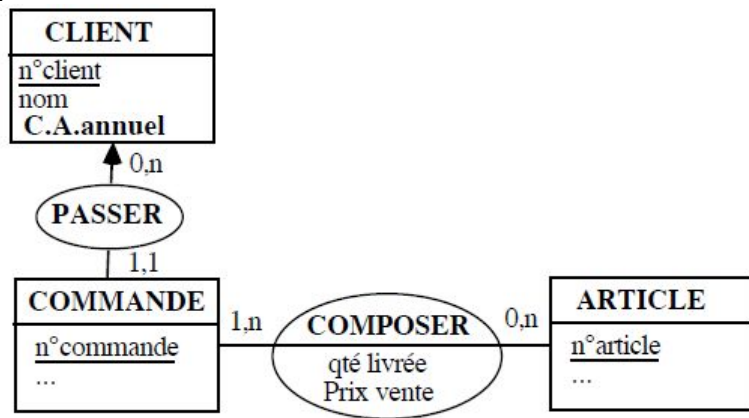 CLIENT
n°client
nom
C.A.annuel
0,n
PASSER
1,1
COMMANDE
n°commande
...
1,n
COMPOSER
qté livrée
Prix vente
0,n
ARTICLE
n°article
...